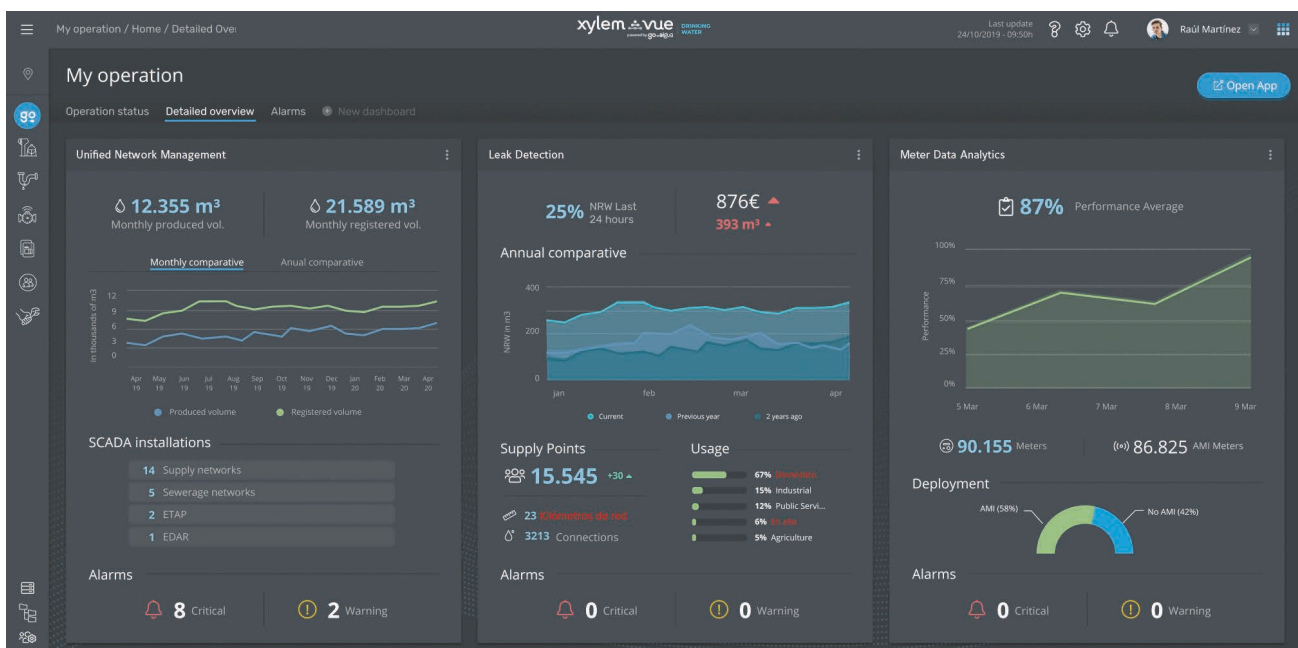 My operation / Home / Detailed Over
xylem vue DRINKING WATER
powered by go-aigua
Last update
24/10/2019 - 09:50h
Raúl Martínez
My operation
Open App
go
Operation status Detailed overview Alarms New dashboard
Unified Network Management
12.355 m³
Monthly produced vol.
21.589 m³
Monthly registered vol.
Monthly comparative Anual comparative
In thousands of m3
12
9
6
3
0
Apr 19 May 19 Jun 19 Jul 19 Aug 19 Sep 19 Oct 19 Nov 19 Dec 19 Jan 20 Feb 20 Mar 20 Apr 20
Produced volume Registered volume
SCADA installations
14 Supply networks
5 Sewerage networks
2 ETAP
1 EDAR
Alarms
8 Critical
2 Warning
Leak Detection
25% NRW Last 24 hours
876€
393 m³
Annual comparative
NRW in m3
400
200
0
jan feb mar apr
Current Previous year 2 years ago
Supply Points
15.545 +30
23 Kilómetros de red
3213 Connections
Usage
67%
15% Industrial
12% Public Servi...
6%
5% Agriculture
Alarms
0 Critical
0 Warning
Meter Data Analytics
87% Performance Average
Performance
100%
75%
50%
25%
0%
5 Mar 6 Mar 7 Mar 8 Mar 9 Mar
90.155 Meters
86.825 AMI Meters
Deployment
AMI (58%)
No AMI (42%)
Alarms
0 Critical
0 Warning